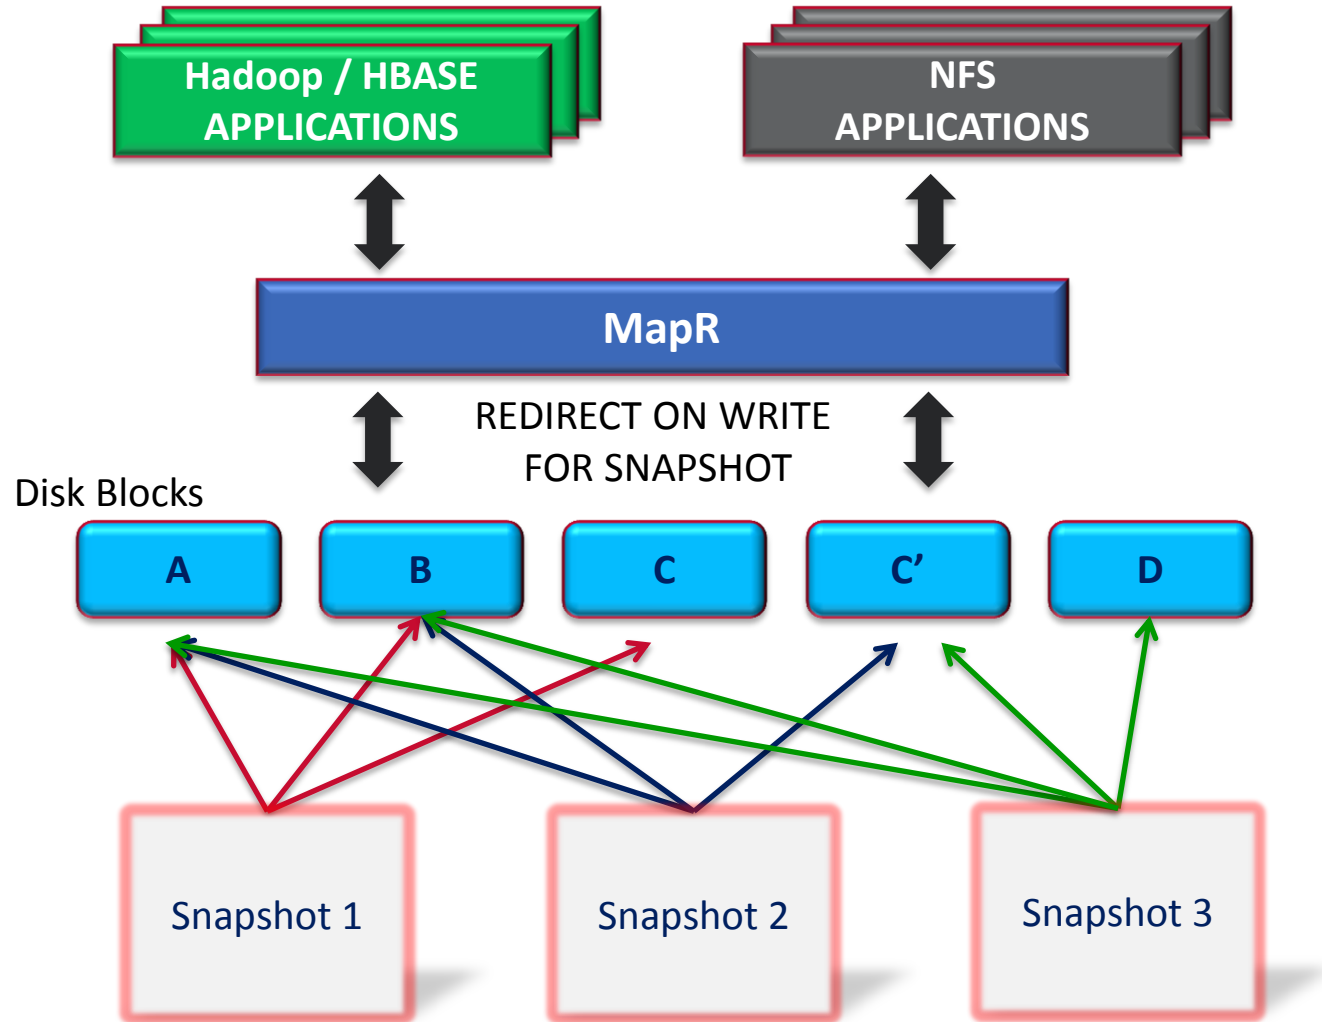 Hadoop / HBASE
APPLICATIONS
NFS
APPLICATIONS
MapR
REDIRECT ON WRITE
FOR SNAPSHOT
Disk Blocks
A
B
C
C’
D
Snapshot 1
Snapshot 2
Snapshot 3